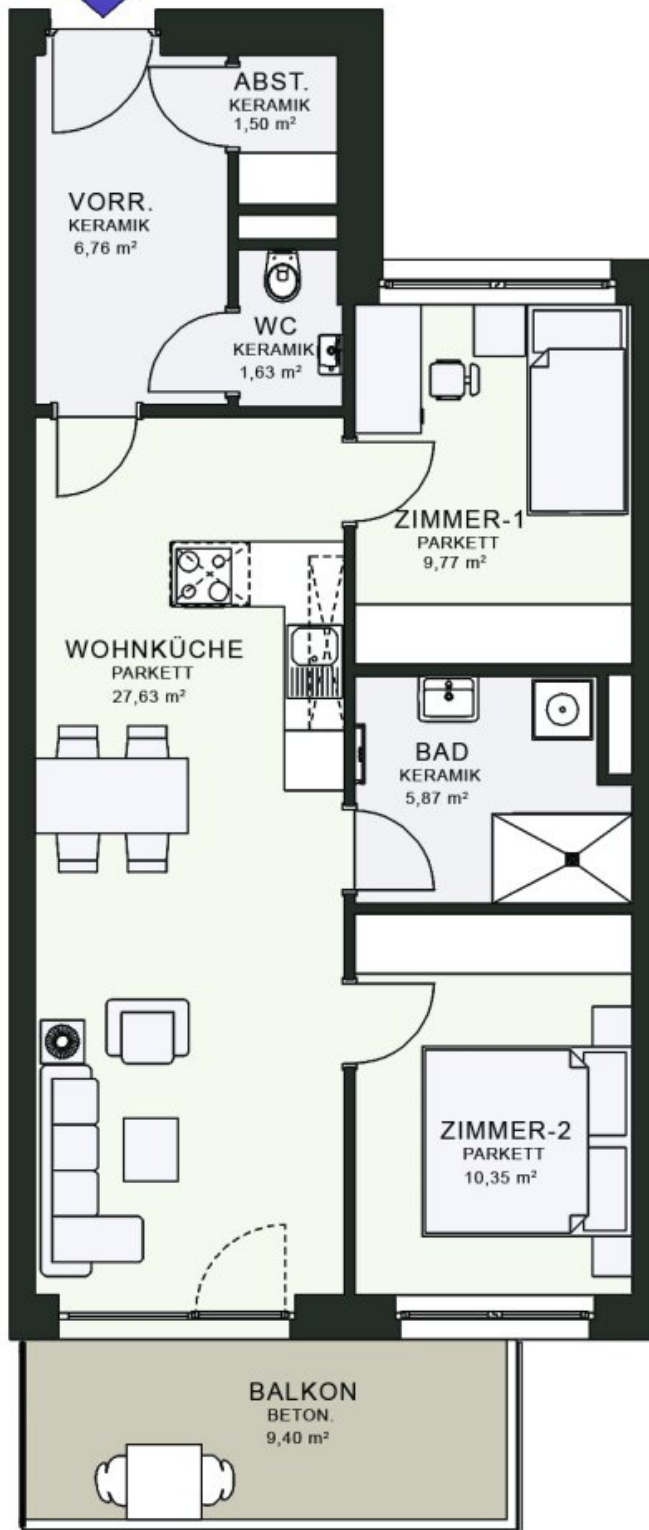 ABST.
KERAMIK
1,50 m²
VORR.
KERAMIK
6,76 m²
WC
KERAMIK
1,63 m²
ZIMMER-1
PARKETT
9,77 m²
WOHNKÜCHE
PARKETT
27,63 m²
BAD
KERAMIK
5,87 m²
ZIMMER-2
PARKETT
10,35 m²
BALKON
BETON.
9,40 m²